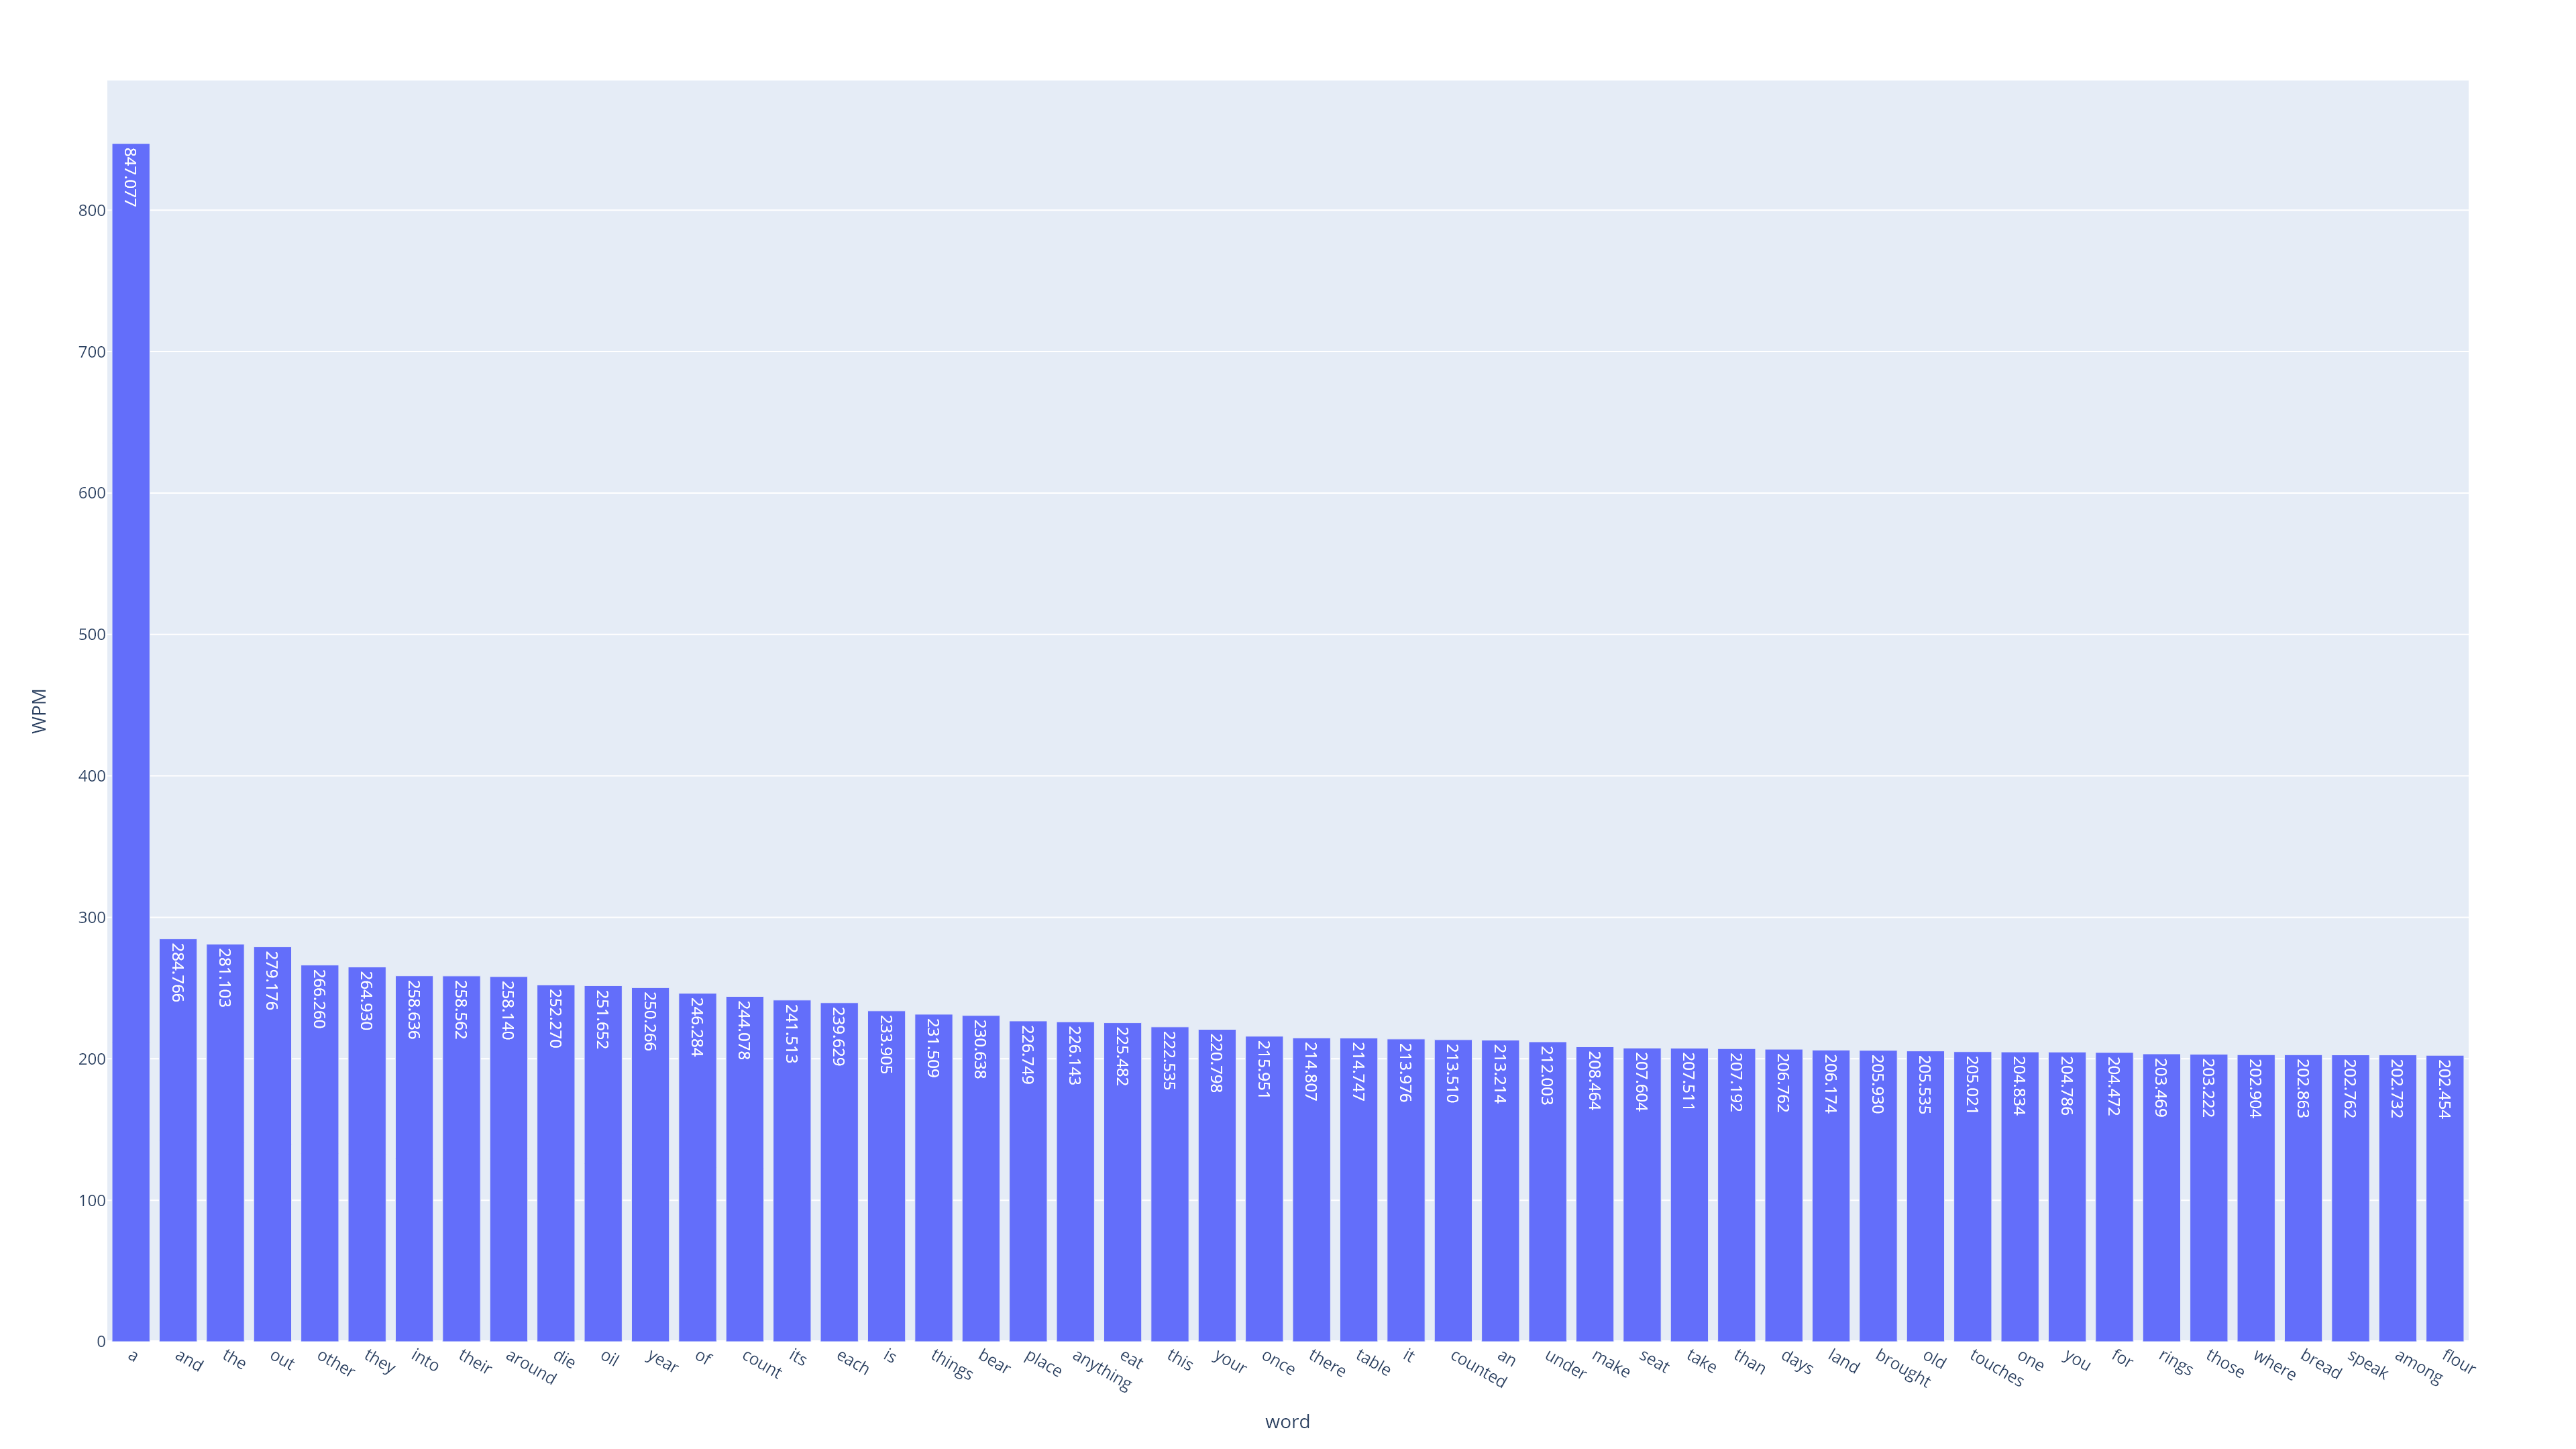 WPM
800
700
600
500
400
300
200
100
0
847.077
284.766
281.103
279.176
266.260
264.930
258.636
258.562
258.140
252.270
251.652
250.266
246.284
244.078
241.513
239.629
233.905
231.509
230.638
226.749
226.143
225.482
222.535
220.798
215.951
214.807
214.747
213.976
213.510
213.214
212.003
208.464
207.604
207.511
207.192
206.762
206.174
205.930
205.535
205.021
204.834
204.786
204.472
203.469
203.222
202.904
202.863
202.762
202.732
202.454
a
and
the
out
other
they
into
their
around
die
oil
year
of
count
its
each
is
things
bear
place
anything
eat
this
your
once
there
table
it
counted
an
under
make
seat
take
than
days
land
brought
old
touches
one
you
for
rings
those
where
bread
speak
among
flour
word